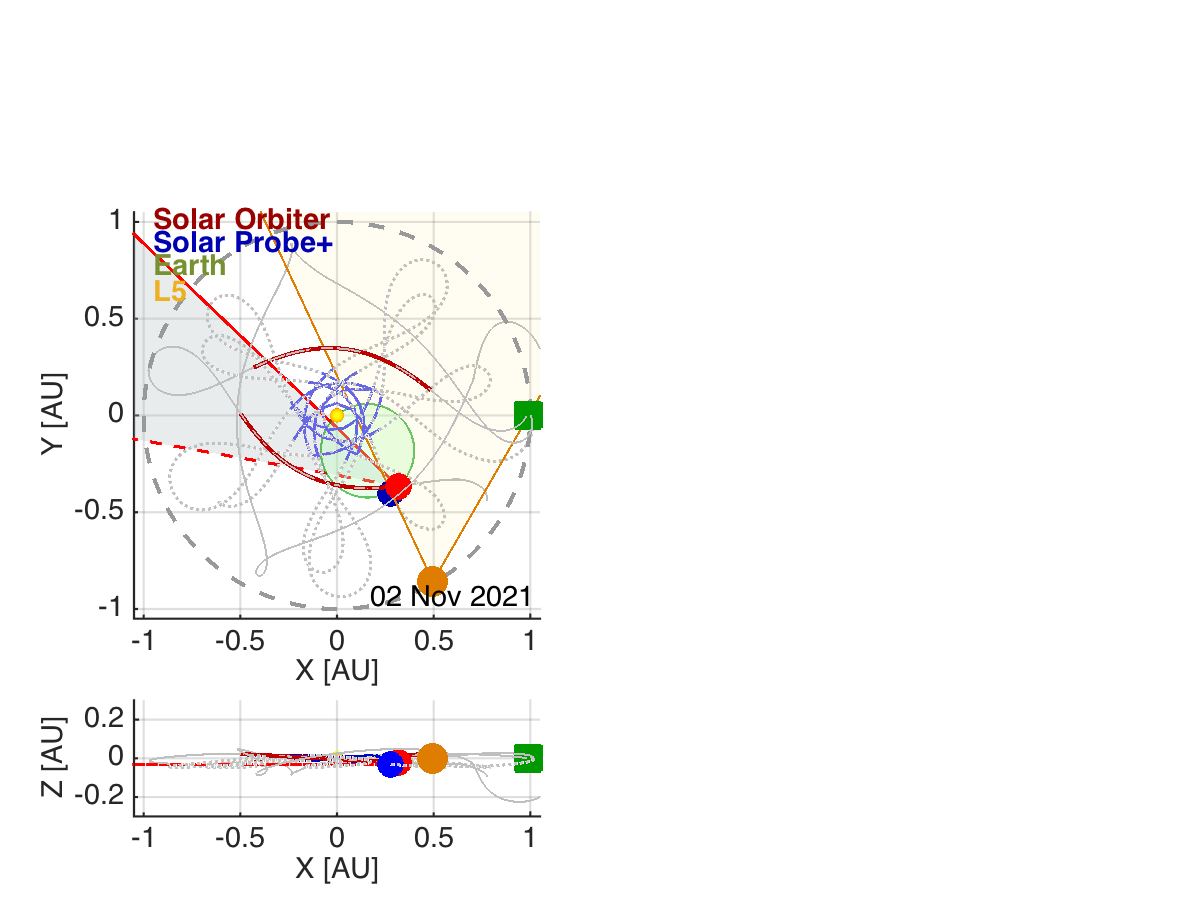 Solar Orbiter
Solar Probe+
Earth
L5
1
0.5
0
-0.5
-1
Y [AU]
02 Nov 2021
-1 -0.5 0 0.5 1
X [AU]
0.2
0
-0.2
Z [AU]
-1 -0.5 0 0.5 1
X [AU]